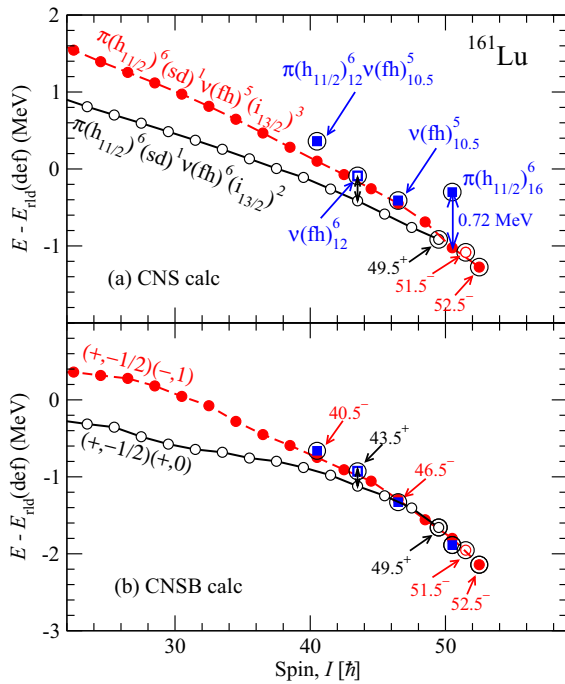 2
1
0
-1
E - E_rld(def) (MeV)
¹⁶¹Lu
π(h₁₁/₂)⁶(sd)¹ν(fh)⁵(i₁₃/₂)³
π(h₁₁/₂)⁶(sd)¹ν(fh)⁶(i₁₃/₂)²
π(h₁₁/₂)⁶₁₂ν(fh)⁵₁₀.₅
ν(fh)⁵₁₀.₅
π(h₁₁/₂)⁶₁₆
ν(fh)⁶₁₂
0.72 MeV
49.5⁺
51.5⁻
52.5⁻
(a) CNS calc
0
-1
-2
-3
E - E_rld(def) (MeV)
(+,−1/2)(−,1)
(+,−1/2)(+,0)
40.5⁻
43.5⁺
46.5⁻
49.5⁺
51.5⁻
52.5⁻
(b) CNSB calc
30 40 50
Spin, I [ħ]